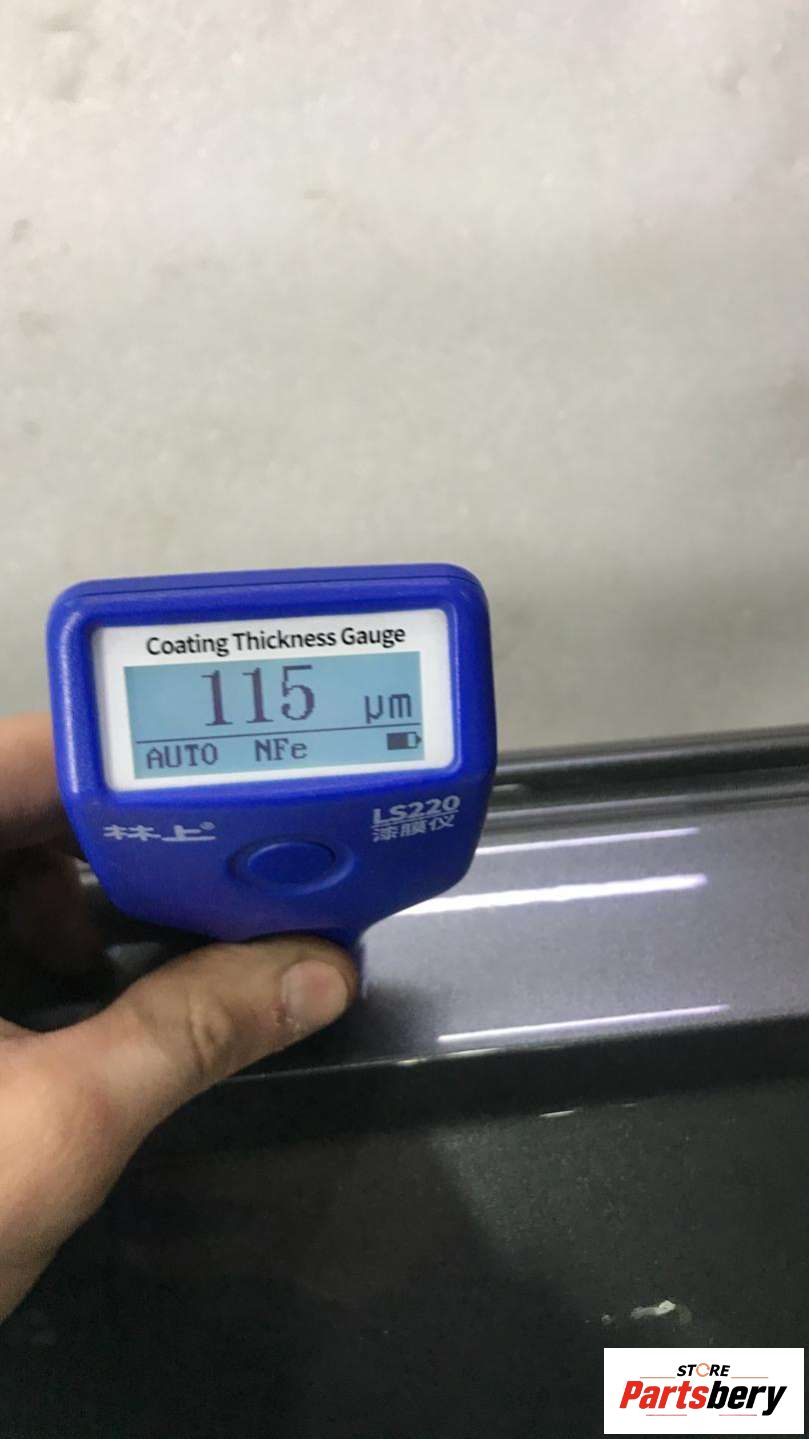 Coating Thickness Gauge
115 μm
AUTO NFe
林上®
LS220
漆膜仪
STORE
Partsbery